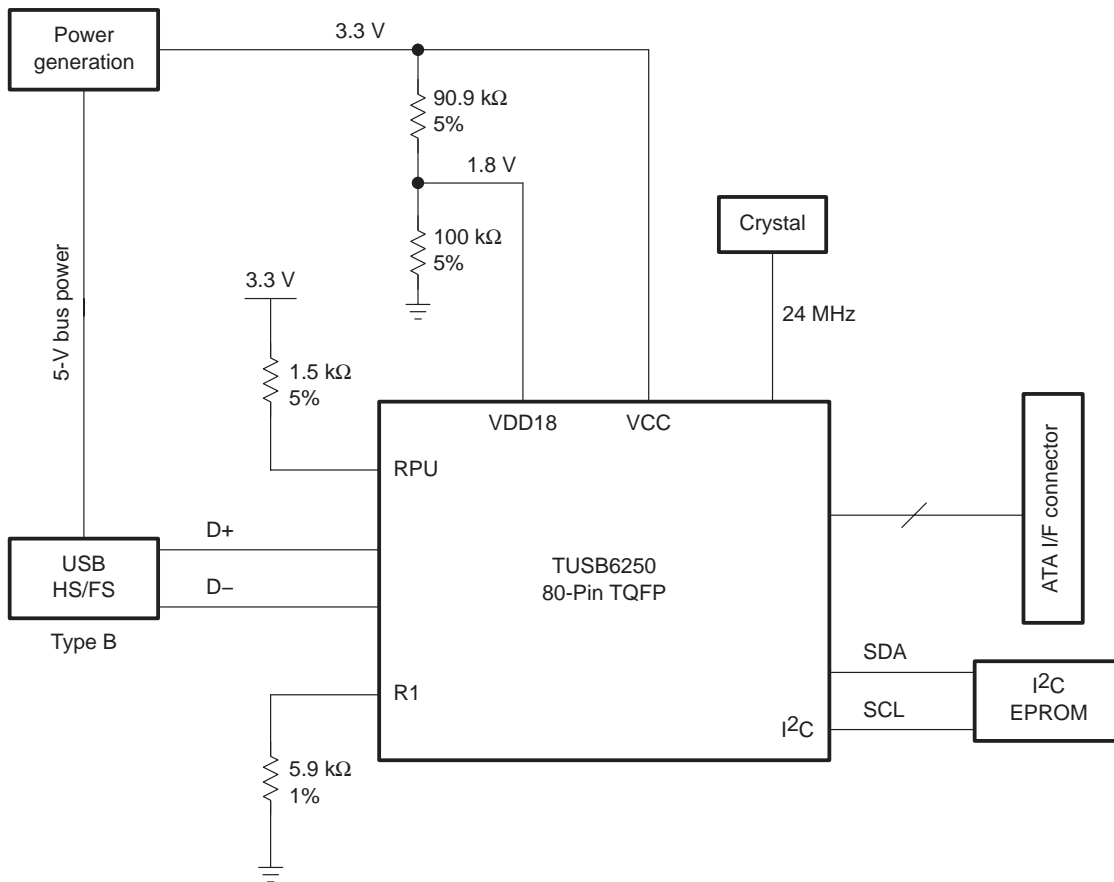 Power
generation
3.3 V
90.9 kΩ
5%
1.8 V
100 kΩ
5%
Crystal
24 MHz
5-V bus power
3.3 V
1.5 kΩ
5%
VDD18
VCC
RPU
ATA I/F connector
USB
HS/FS
Type B
D+
D−
TUSB6250
80-Pin TQFP
R1
5.9 kΩ
1%
I²C
SDA
SCL
I²C
EPROM